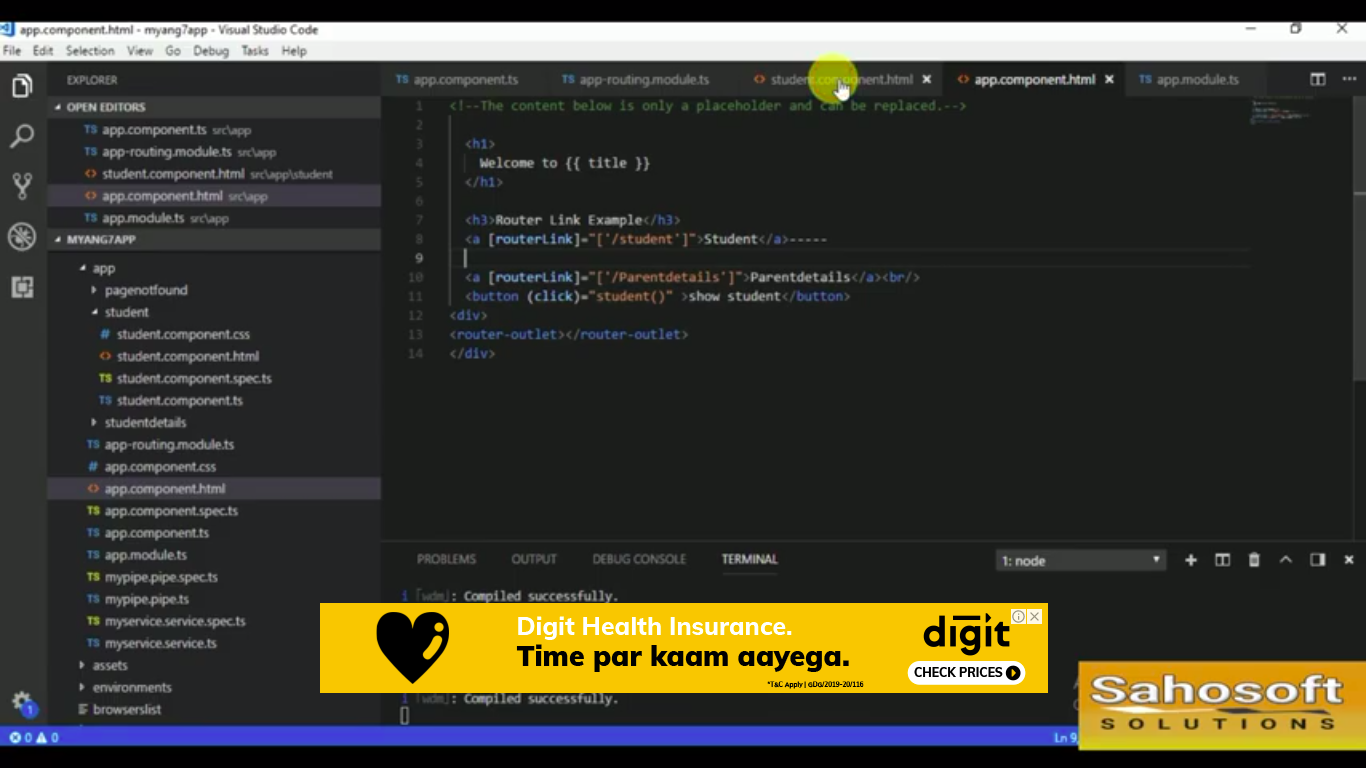 app.component.html - myang7app - Visual Studio Code
File Edit Selection View Go Debug Tasks Help
EXPLORER
OPEN EDITORS
TS app.component.ts src\app
TS app-routing.module.ts src\app
<> student.component.html src\app\student
<> app.component.html src\app
TS app.module.ts src\app
MYANG7APP
app
pagenotfound
student
# student.component.css
<> student.component.html
TS student.component.spec.ts
TS student.component.ts
studentdetails
TS app-routing.module.ts
# app.component.css
<> app.component.html
TS app.component.spec.ts
TS app.component.ts
TS app.module.ts
TS mypipe.pipe.spec.ts
TS mypipe.pipe.ts
TS myservice.service.spec.ts
TS myservice.service.ts
assets
environments
browserslist
TS app.component.ts TS app-routing.module.ts <> student.component.html <> app.component.html TS app.module.ts
1 <!--The content below is only a placeholder and can be replaced.-->
2
3 <h1>
4 Welcome to {{ title }}
5 </h1>
6
7 <h3>Router Link Example</h3>
8 <a [routerLink]="['/student']">Student</a>-----
9
10 <a [routerLink]="['/Parentdetails']">Parentdetails</a><br/>
11 <button (click)="student()" >show student</button>
12 <div>
13 <router-outlet></router-outlet>
14 </div>
PROBLEMS OUTPUT DEBUG CONSOLE TERMINAL 1: node
i ｢wdm｣: Compiled successfully.
Digit Health Insurance.
Time par kaam aayega.
*T&C Apply | GDG/2019-20/116
digit
CHECK PRICES
i ｢wdm｣: Compiled successfully.
Sahosoft
SOLUTIONS
1
0 0
Ln 9,